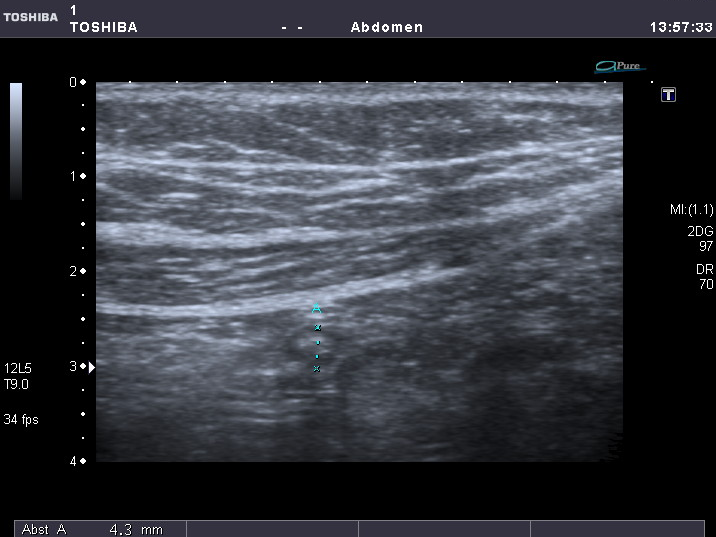 TOSHIBA
1
TOSHIBA - - Abdomen 13:57:33
Pure
T
0
1
2
3
4
MI:(1.1)
2DG
97
DR
70
12L5
T9.0
34 fps
A
Abst A 4.3 mm